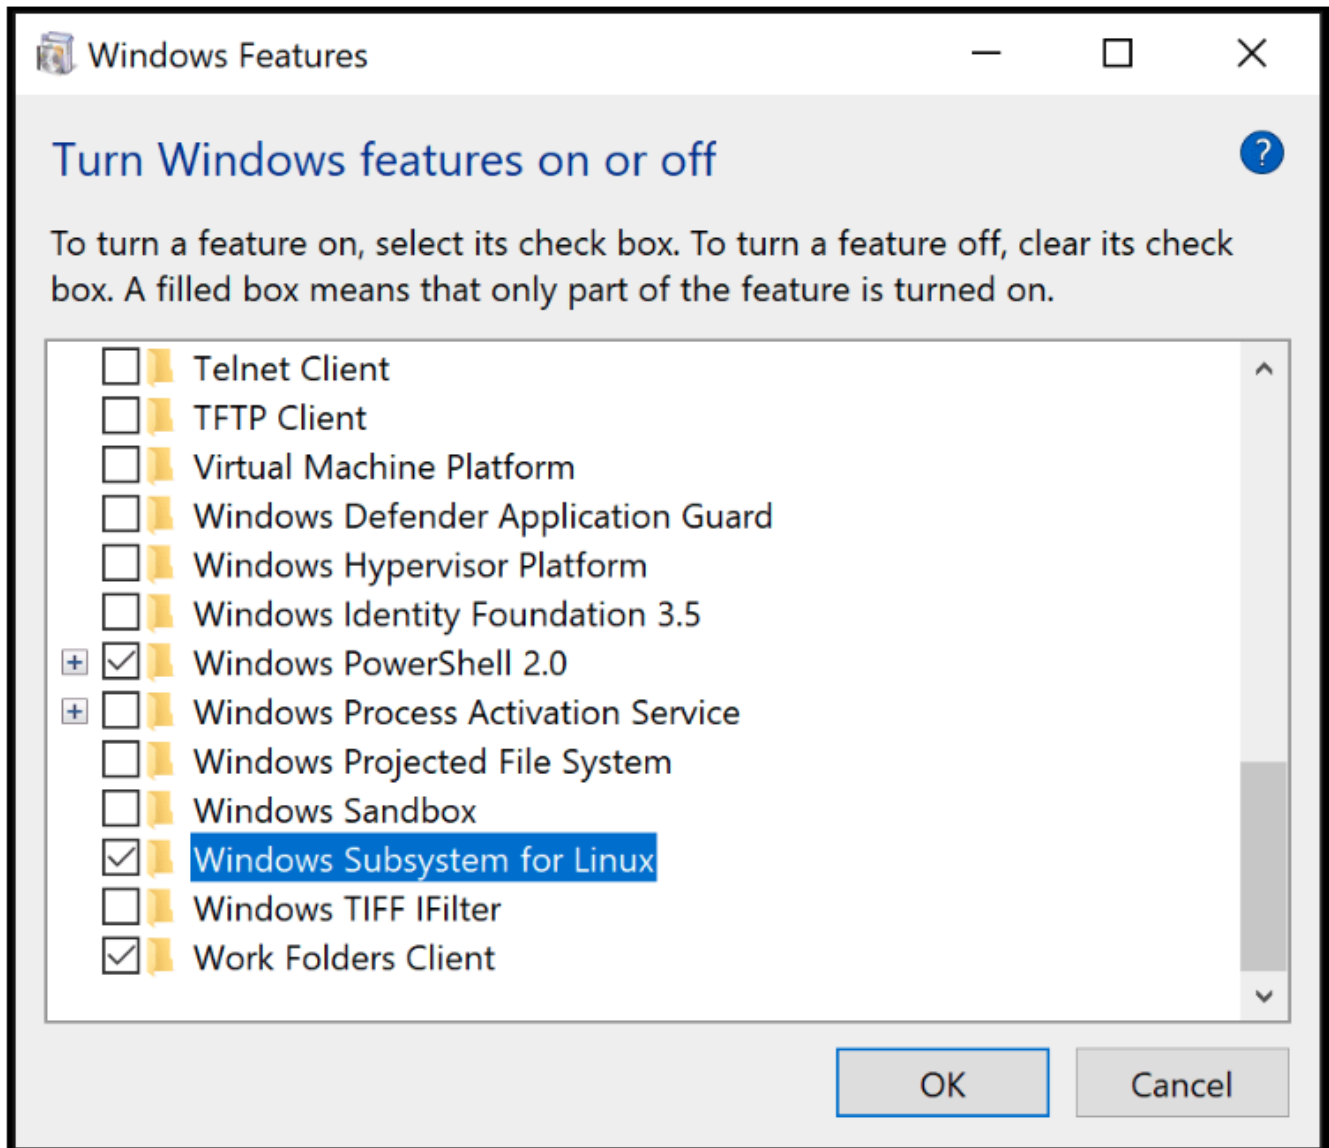 Windows Features
Turn Windows features on or off
?
To turn a feature on, select its check box. To turn a feature off, clear its check
box. A filled box means that only part of the feature is turned on.
Telnet Client
TFTP Client
Virtual Machine Platform
Windows Defender Application Guard
Windows Hypervisor Platform
Windows Identity Foundation 3.5
Windows PowerShell 2.0
Windows Process Activation Service
Windows Projected File System
Windows Sandbox
Windows Subsystem for Linux
Windows TIFF IFilter
Work Folders Client
OK
Cancel